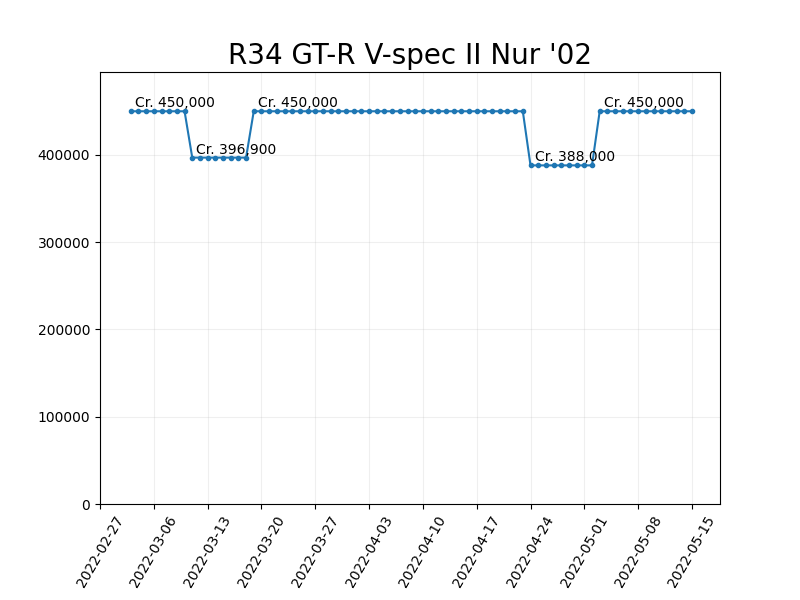 R34 GT-R V-spec II Nur '02
Cr. 450,000
Cr. 450,000
Cr. 450,000
Cr. 396,900
Cr. 388,000
400000
300000
200000
100000
0
2022-02-27
2022-03-06
2022-03-13
2022-03-20
2022-03-27
2022-04-03
2022-04-10
2022-04-17
2022-04-24
2022-05-01
2022-05-08
2022-05-15